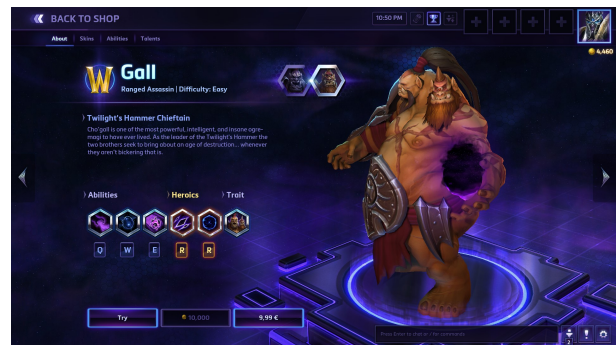 BACK TO SHOP
10:50 PM
About
Skins
Abilities
Talents
4,460
W
Gall
Ranged Assassin | Difficulty: Easy
Twilight's Hammer Chieftain
Cho'gall is one of the most powerful, intelligent, and insane ogre-
magi to have ever lived. As the leader of the Twilight's Hammer the
two brothers seek to bring about an age of destruction... whenever
they aren't bickering that is.
Abilities
Heroics
Trait
Q
W
E
R
R
Try
10,000
9,99 €
Press Enter to chat or / for commands
2